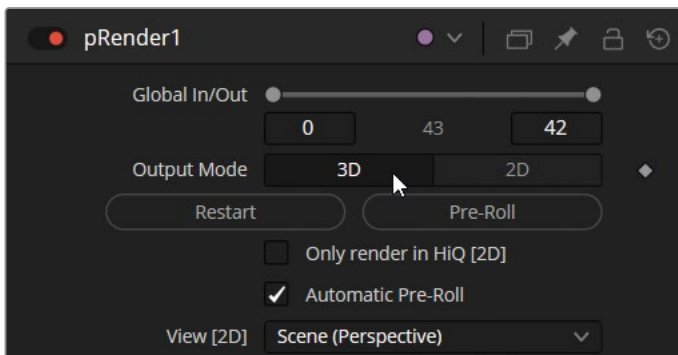 pRender1
Global In/Out
0 43 42
Output Mode 3D 2D
Restart Pre-Roll
Only render in HiQ [2D]
Automatic Pre-Roll
View [2D] Scene (Perspective)